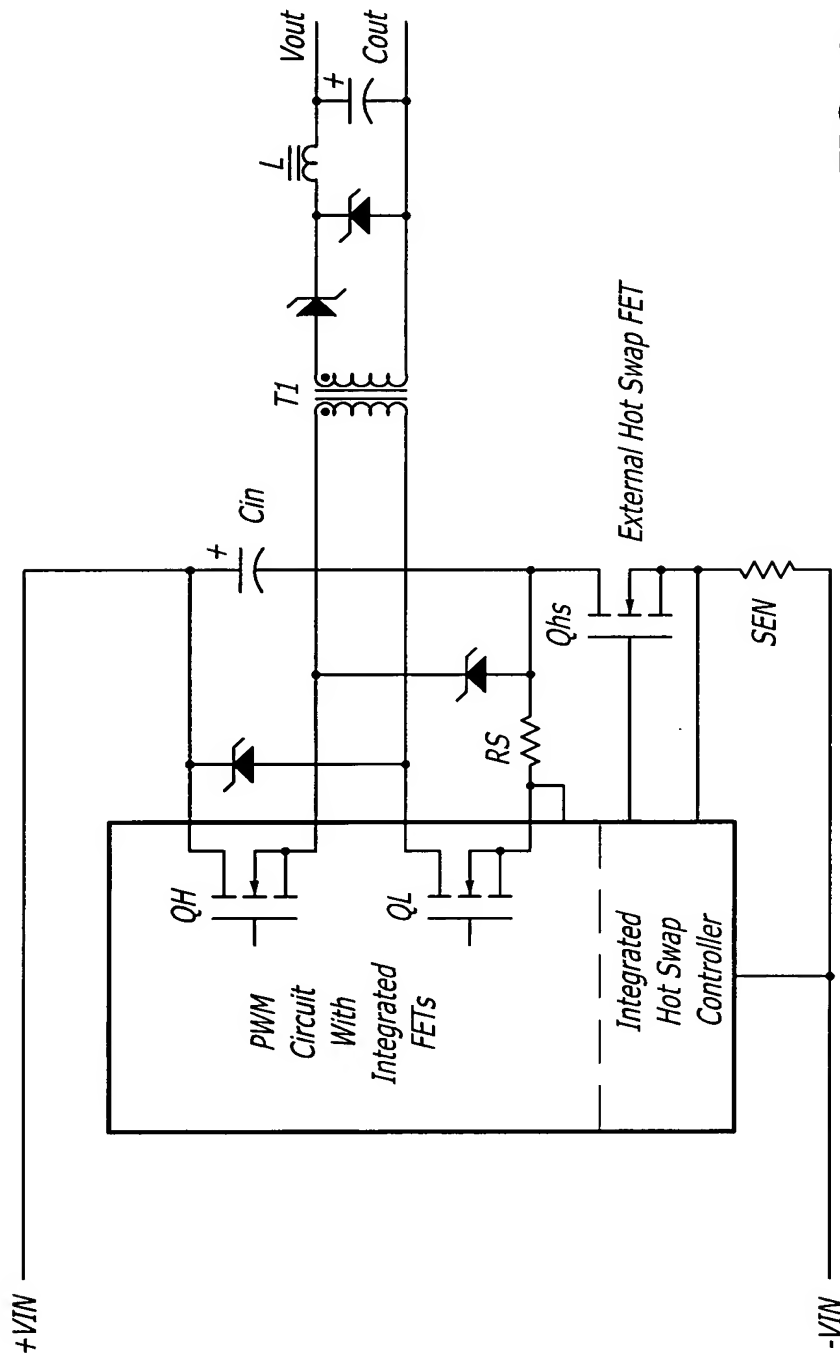 +VIN
QH
PWM
Circuit
With
Integrated
FETs
QL
Integrated
Hot Swap
Controller
-VIN
Cin
+
RS
Qhs
External Hot Swap FET
SEN
T1
L
Vout
+
Cout